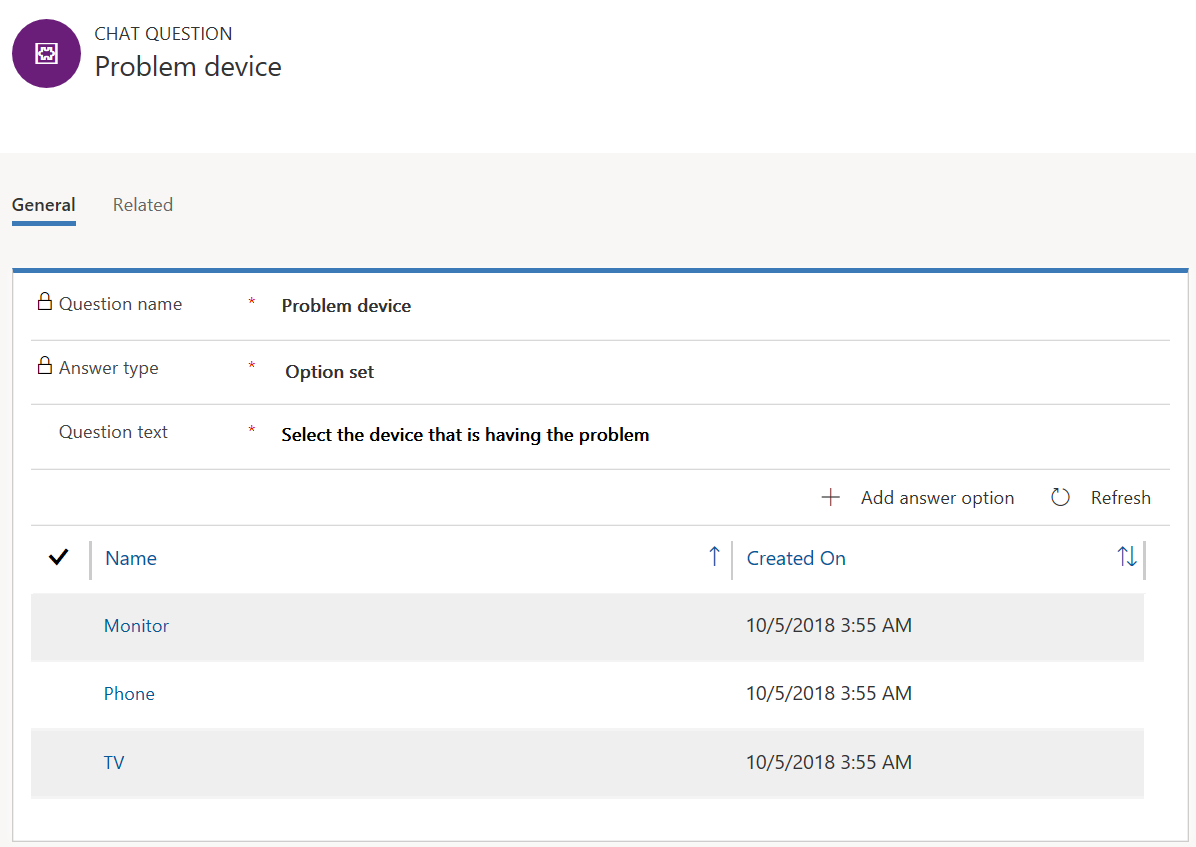 CHAT QUESTION
Problem device
General Related
Question name * Problem device
Answer type * Option set
Question text * Select the device that is having the problem
Add answer option Refresh
Name Created On
Monitor 10/5/2018 3:55 AM
Phone 10/5/2018 3:55 AM
TV 10/5/2018 3:55 AM